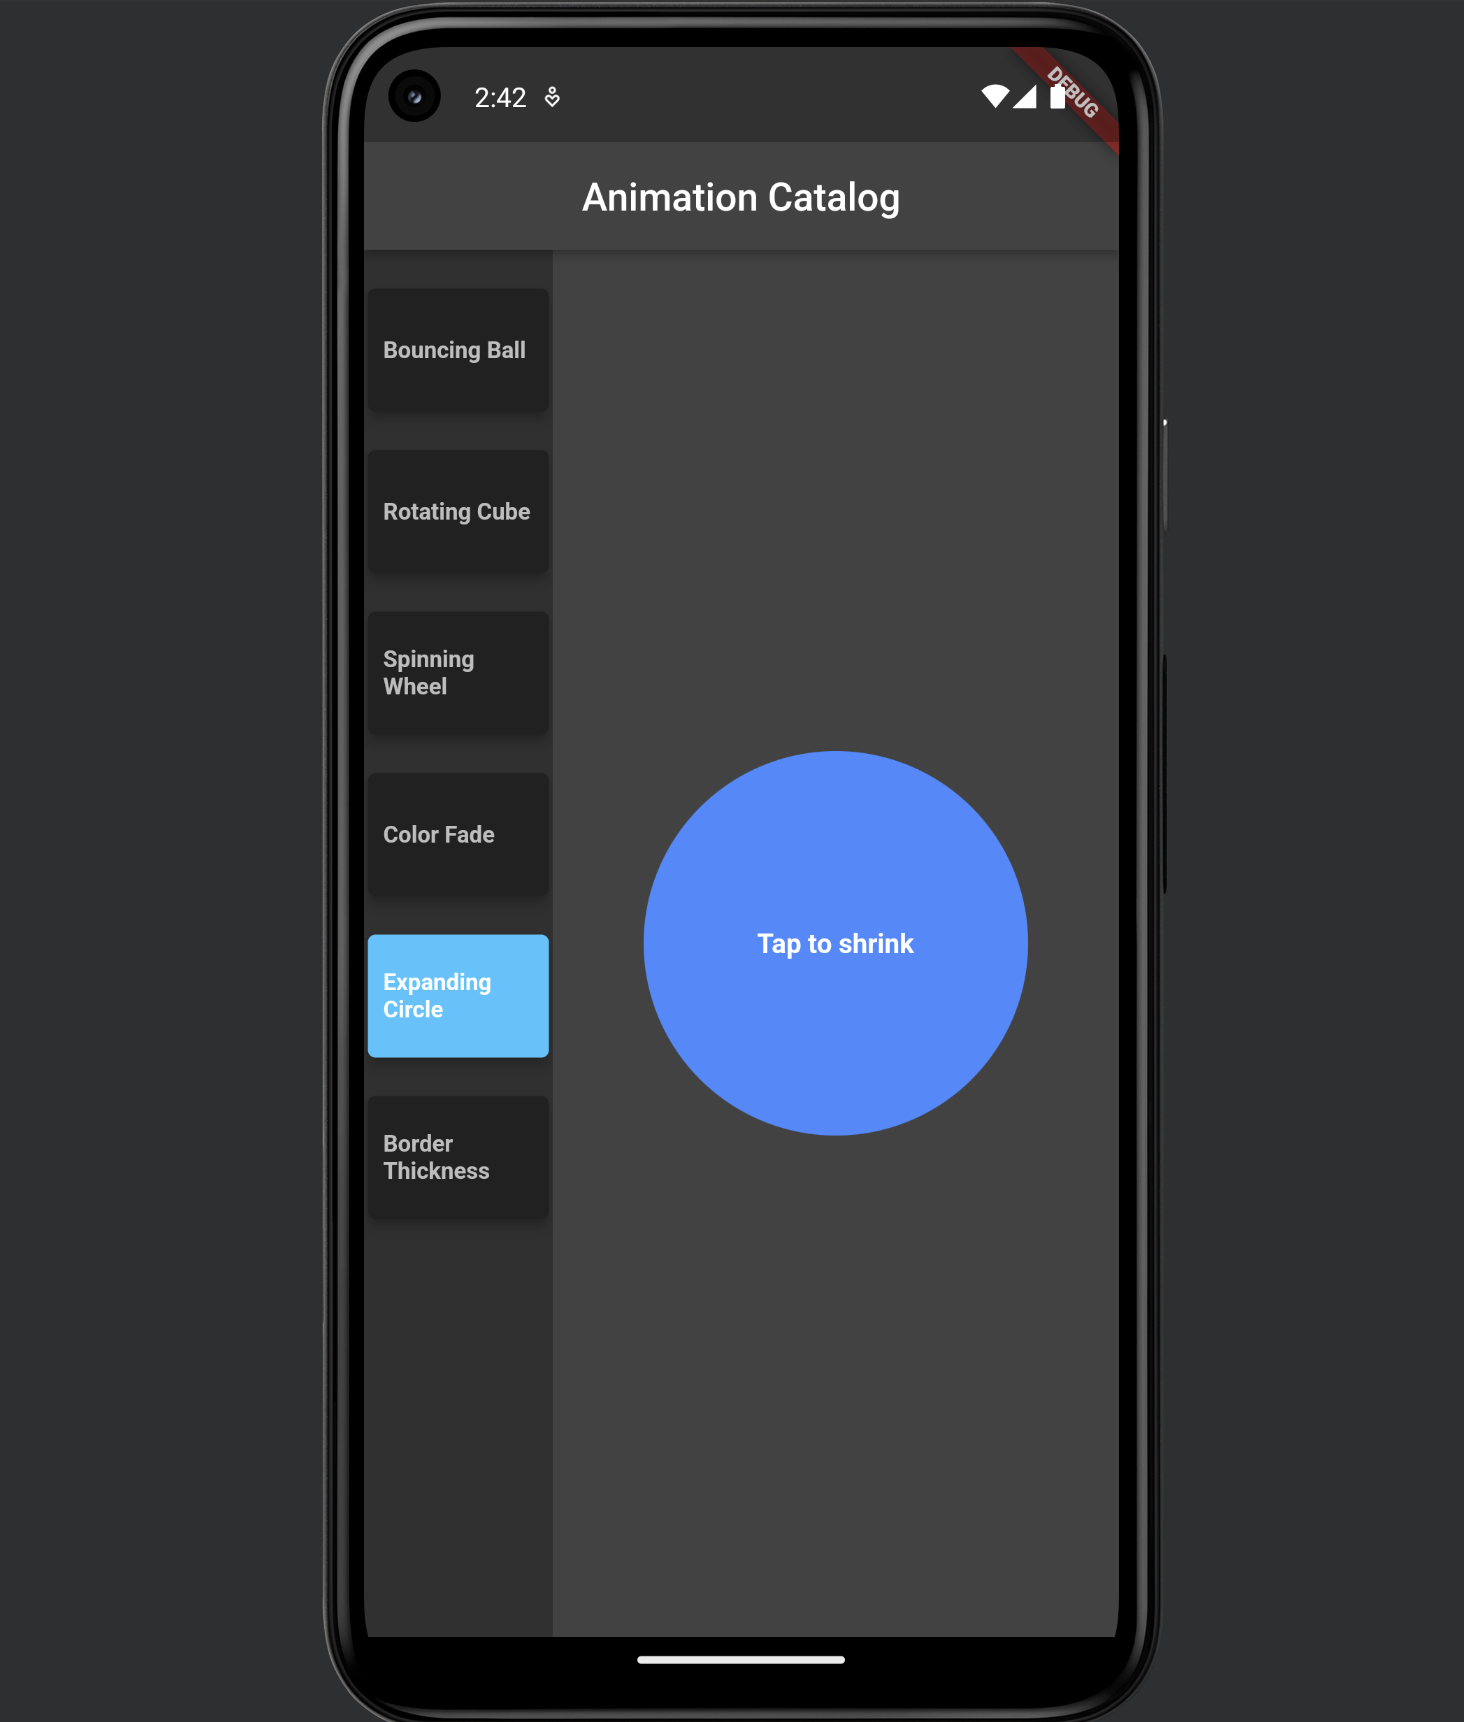 2:42
DEBUG
Animation Catalog
Bouncing Ball
Rotating Cube
Spinning
Wheel
Color Fade
Expanding
Circle
Border
Thickness
Tap to shrink